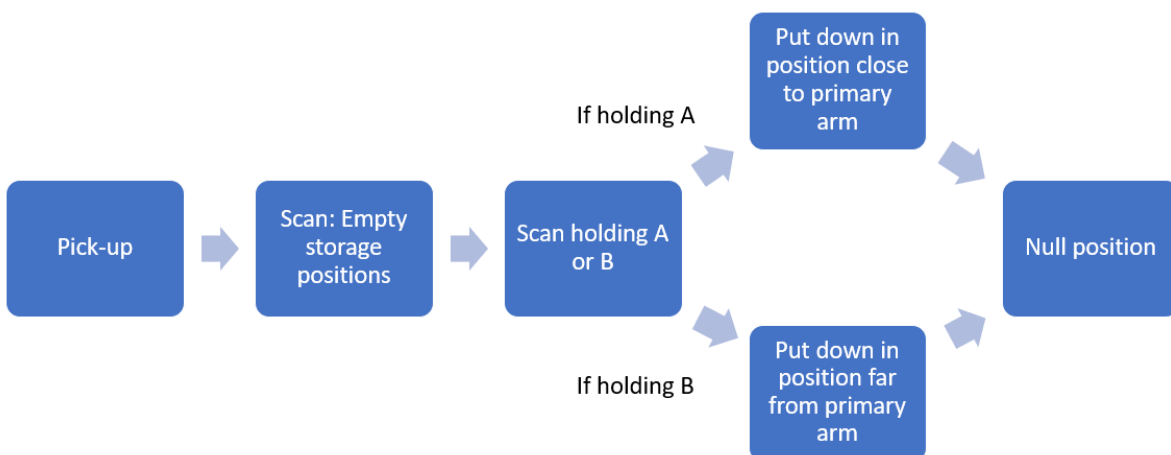 Pick-up
Scan: Empty
storage
positions
Scan holding A
or B
If holding A
Put down in
position close
to primary
arm
If holding B
Put down in
position far
from primary
arm
Null position